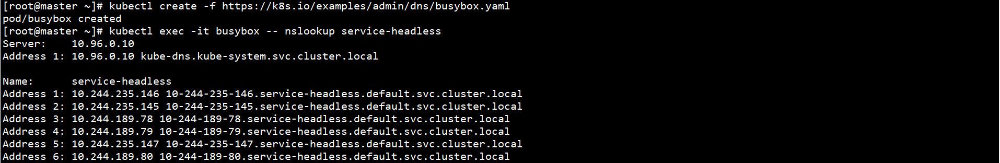 [root@master ~]# kubectl create -f https://k8s.io/examples/admin/dns/busybox.yaml
pod/busybox created
[root@master ~]# kubectl exec -it busybox -- nslookup service-headless
Server:    10.96.0.10
Address 1: 10.96.0.10 kube-dns.kube-system.svc.cluster.local

Name:      service-headless
Address 1: 10.244.235.146 10-244-235-146.service-headless.default.svc.cluster.local
Address 2: 10.244.235.145 10-244-235-145.service-headless.default.svc.cluster.local
Address 3: 10.244.189.78 10-244-189-78.service-headless.default.svc.cluster.local
Address 4: 10.244.189.79 10-244-189-79.service-headless.default.svc.cluster.local
Address 5: 10.244.235.147 10-244-235-147.service-headless.default.svc.cluster.local
Address 6: 10.244.189.80 10-244-189-80.service-headless.default.svc.cluster.local